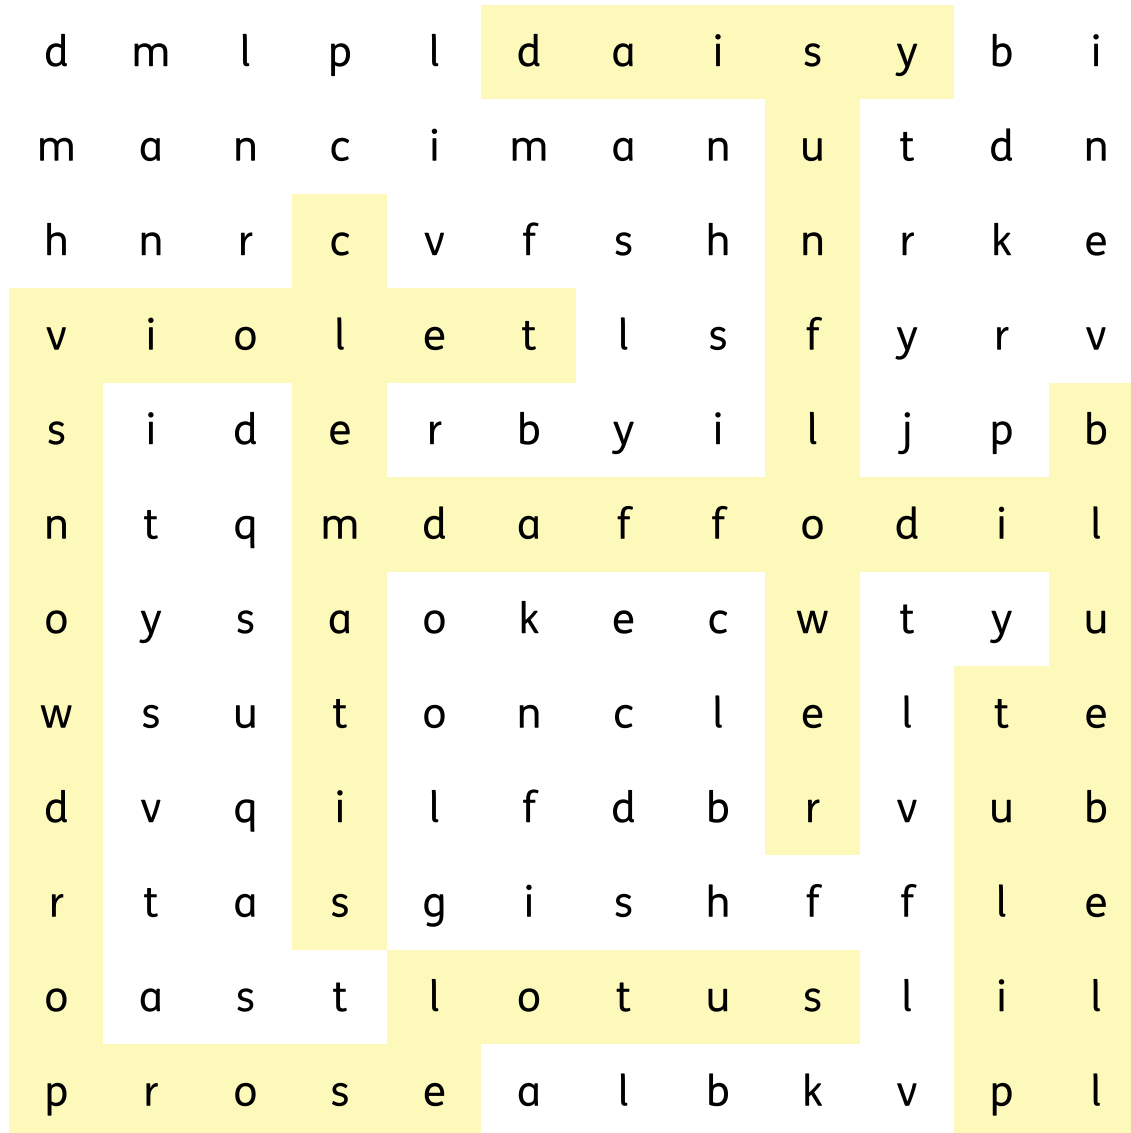 d m l p l d a i s y b i
m a n c i m a n u t d n
h n r c v f s h n r k e
v i o l e t l s f y r v
s i d e r b y i l j p b
n t q m d a f f o d i l
o y s a o k e c w t y u
w s u t o n c l e l t e
d v q i l f d b r v u b
r t a s g i s h f f l e
o a s t l o t u s l i l
p r o s e a l b k v p l